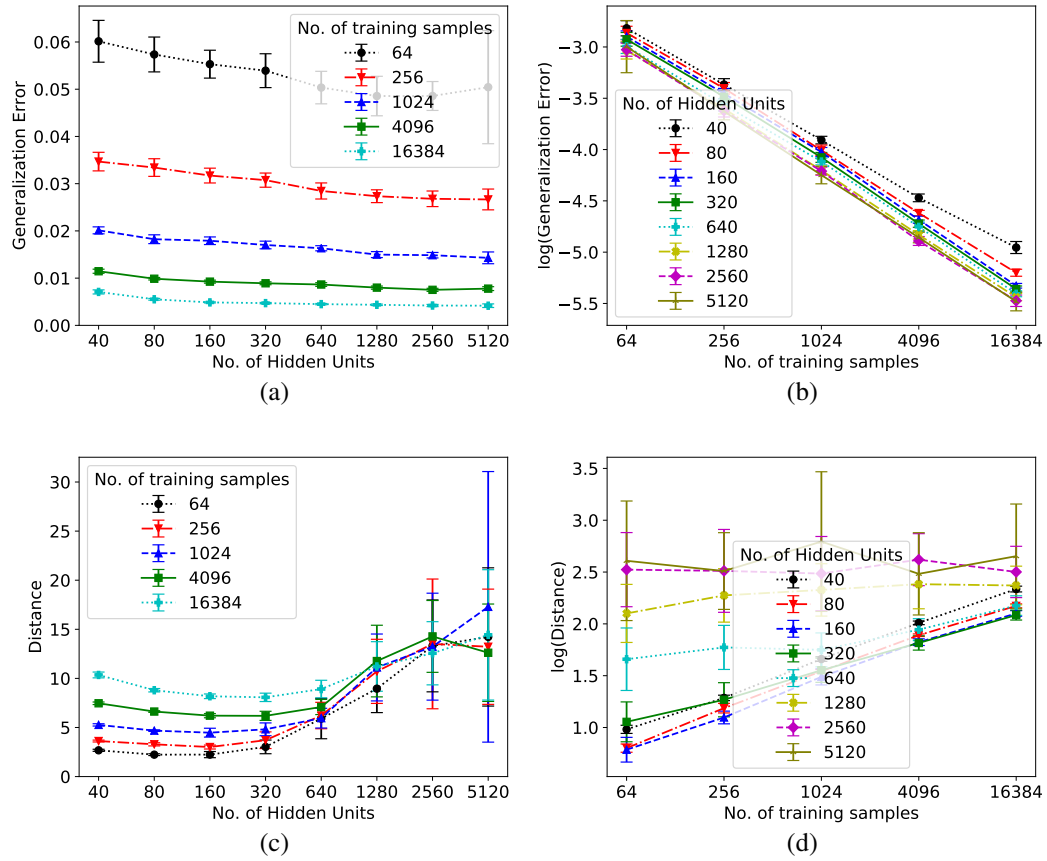 No. of training samples
64
256
1024
4096
16384
0.06
0.05
0.04
0.03
0.02
0.01
0.00
Generalization Error
40 80 160 320 640 1280 2560 5120
No. of Hidden Units
(a)
−3.0
−3.5
−4.0
−4.5
−5.0
−5.5
log(Generalization Error)
No. of Hidden Units
40
80
160
320
640
1280
2560
5120
64 256 1024 4096 16384
No. of training samples
(b)
30
25
20
15
10
5
0
Distance
No. of training samples
64
256
1024
4096
16384
40 80 160 320 640 1280 2560 5120
No. of Hidden Units
(c)
3.5
3.0
2.5
2.0
1.5
1.0
log(Distance)
No. of Hidden Units
40
80
160
320
640
1280
2560
5120
64 256 1024 4096 16384
No. of training samples
(d)